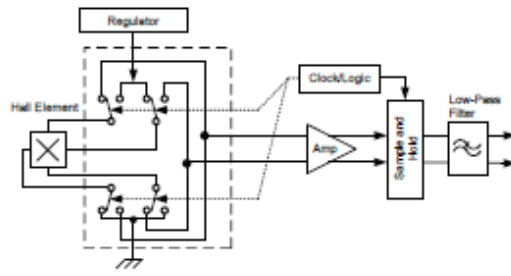 Regulator
Hall Element
Clock/Logic
Amp
Sample and
Hold
Low-Pass
Filter